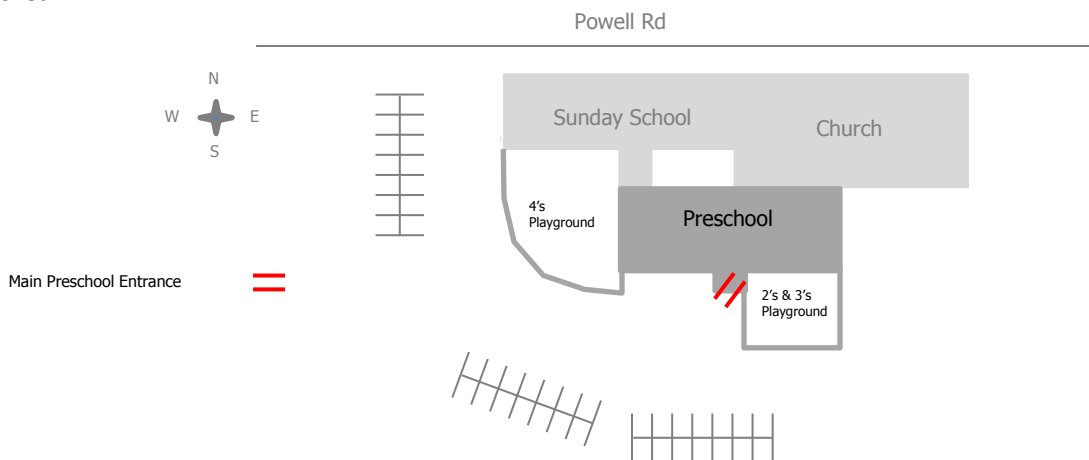 Powell Rd
N
W
E
S
Sunday School
Church
4's
Playground
Preschool
Main Preschool Entrance
2's & 3's
Playground